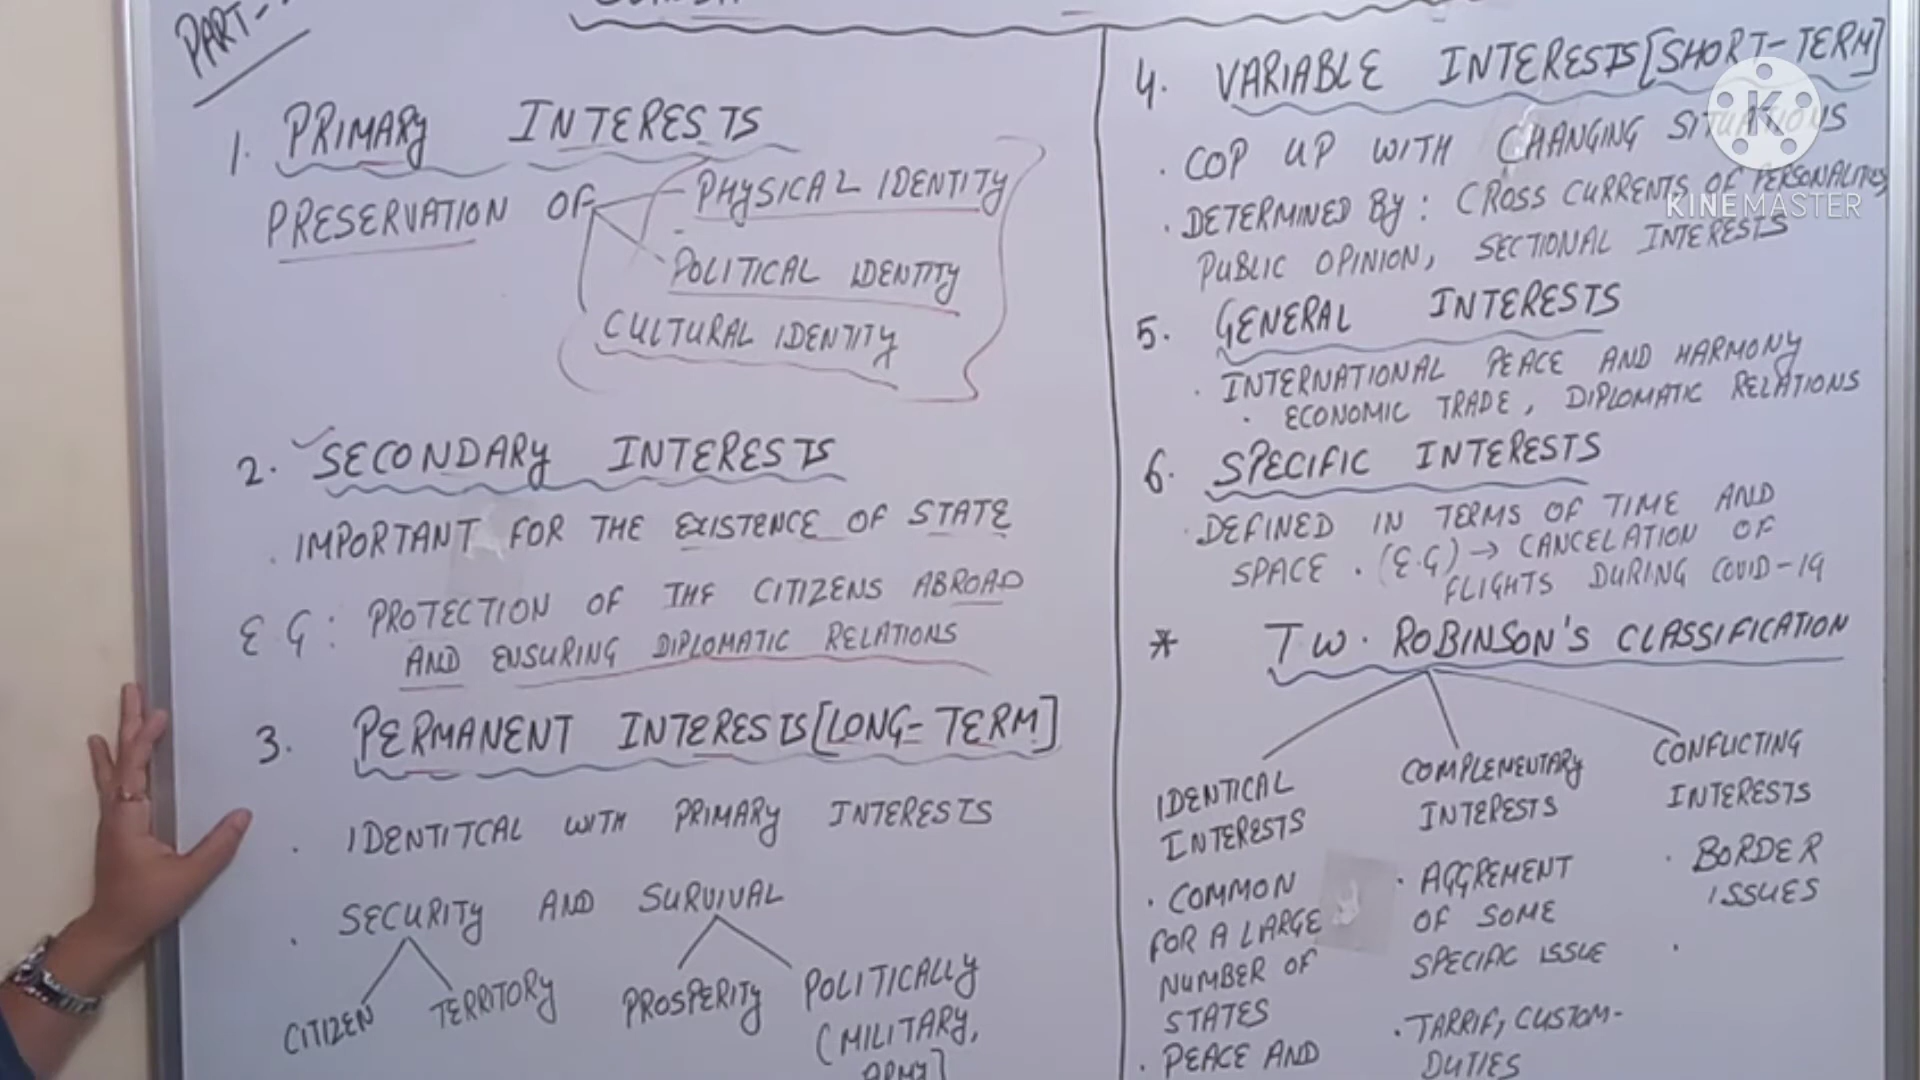 PART-
1. PRIMARY INTERESTS
PRESERVATION OF
PHYSICAL IDENTITY
POLITICAL IDENTITY
CULTURAL IDENTITY
2. SECONDARY INTERESTS
. IMPORTANT FOR THE EXISTENCE OF STATE
E G : PROTECTION OF THE CITIZENS ABROAD
AND ENSURING DIPLOMATIC RELATIONS
3. PERMANENT INTERESTS [LONG-TERM]
. IDENTITCAL WITH PRIMARY INTERESTS
. SECURITY AND SURVIVAL
CITIZEN TERRITORY PROSPERITY POLITICALLY
(MILITARY,
ARMY]
4. VARIABLE INTERESTS [SHORT-TERM]
. COP UP WITH CHANGING SITUATIONS
. DETERMINED By : CROSS CURRENTS OF PERSONALITIES
PUBLIC OPINION, SECTIONAL INTERESTS
5. GENERAL INTERESTS
. INTERNATIONAL PEACE AND HARMONY
. ECONOMIC TRADE, DIPLOMATIC RELATIONS
6. SPECIFIC INTERESTS
. DEFINED IN TERMS OF TIME AND
SPACE . (E.G) → CANCELATION OF
FLIGHTS DURING COVID-19
* T W. ROBINSON'S CLASSIFICATION
IDENTICAL
INTERESTS
. COMMON
FOR A LARGE
NUMBER OF
STATES
. PEACE AND
COMPLEMENTARY
INTERESTS
. AGGREMENT
OF SOME
SPECIFIC ISSUE
. TARRIF, CUSTOM-
DUTIES
CONFLICTING
INTERESTS
. BORDER
ISSUES
.
K
KINEMASTER